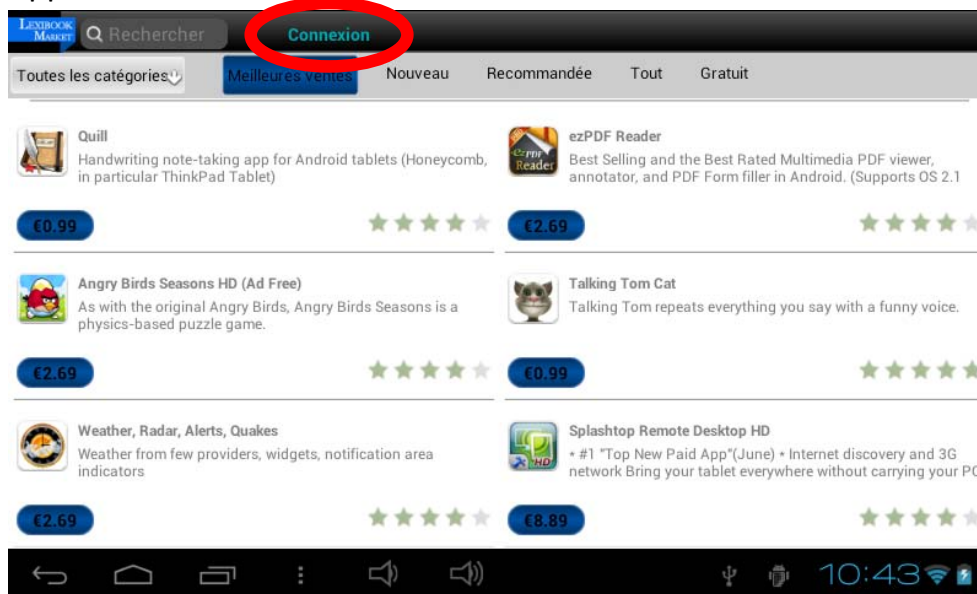 LEXIBOOK
MARKET
Rechercher
Connexion
Toutes les catégories
Meilleures ventes
Nouveau
Recommandée
Tout
Gratuit
Quill
Handwriting note-taking app for Android tablets (Honeycomb,
in particular ThinkPad Tablet)
€0.99
ezPDF Reader
Best Selling and the Best Rated Multimedia PDF viewer,
annotator, and PDF Form filler in Android. (Supports OS 2.1
€2.69
Angry Birds Seasons HD (Ad Free)
As with the original Angry Birds, Angry Birds Seasons is a
physics-based puzzle game.
€2.69
Talking Tom Cat
Talking Tom repeats everything you say with a funny voice.
€0.99
Weather, Radar, Alerts, Quakes
Weather from few providers, widgets, notification area
indicators
€2.69
Splashtop Remote Desktop HD
* #1 "Top New Paid App"(June) * Internet discovery and 3G
network Bring your tablet everywhere without carrying your PC
€8.89
10:43